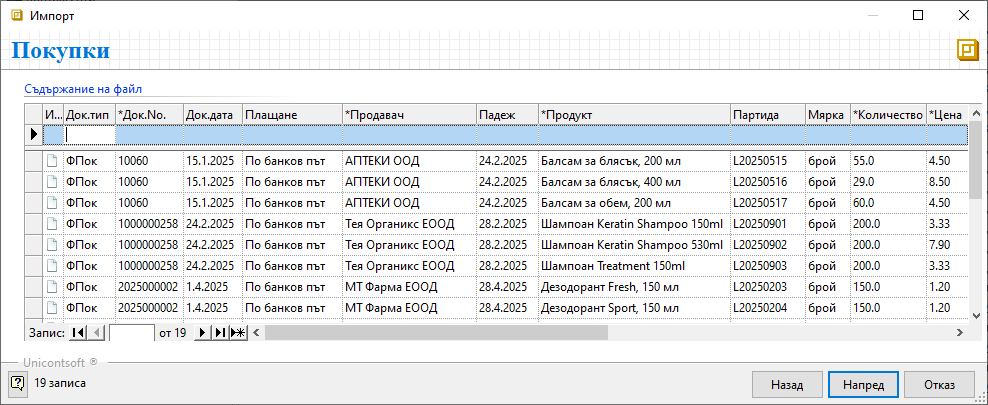 Импорт
Покупки
Съдържание на файл
И... Док.тип *Док.No. Док.дата Плащане *Продавач Падеж *Продукт Партида Мярка *Количество *Цена
ФПок 10060 15.1.2025 По банков път АПТЕКИ ООД 24.2.2025 Балсам за блясък, 200 мл L20250515 брой 55.0 4.50
ФПок 10060 15.1.2025 По банков път АПТЕКИ ООД 24.2.2025 Балсам за блясък, 400 мл L20250516 брой 29.0 8.50
ФПок 10060 15.1.2025 По банков път АПТЕКИ ООД 24.2.2025 Балсам за обем, 200 мл L20250517 брой 60.0 4.50
ФПок 1000000258 24.2.2025 По банков път Тея Органикс ЕООД 28.2.2025 Шампоан Keratin Shampoo 150ml L20250901 брой 200.0 3.33
ФПок 1000000258 24.2.2025 По банков път Тея Органикс ЕООД 28.2.2025 Шампоан Keratin Shampoo 530ml L20250902 брой 200.0 7.90
ФПок 1000000258 24.2.2025 По банков път Тея Органикс ЕООД 28.2.2025 Шампоан Treatment 150ml L20250903 брой 200.0 3.33
ФПок 2025000002 1.4.2025 По банков път МТ Фарма ЕООД 28.4.2025 Дезодорант Fresh, 150 мл L20250203 брой 150.0 1.20
ФПок 2025000002 1.4.2025 По банков път МТ Фарма ЕООД 28.4.2025 Дезодорант Sport, 150 мл L20250204 брой 150.0 1.20
Запис: от 19
Unicontsoft ®
19 записа
Назад Напред Отказ